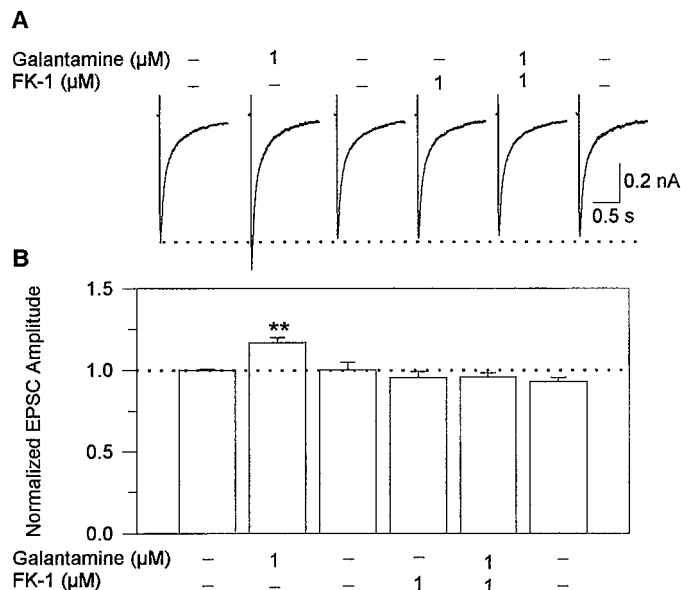 A
Galantamine (μM) – 1 – – 1 –
FK-1 (μM) – – – 1 1 –
0.2 nA
0.5 s
B
Normalized EPSC Amplitude
1.5
**
1.0
0.5
0.0
Galantamine (μM) – 1 – – 1 –
FK-1 (μM) – – – 1 1 –